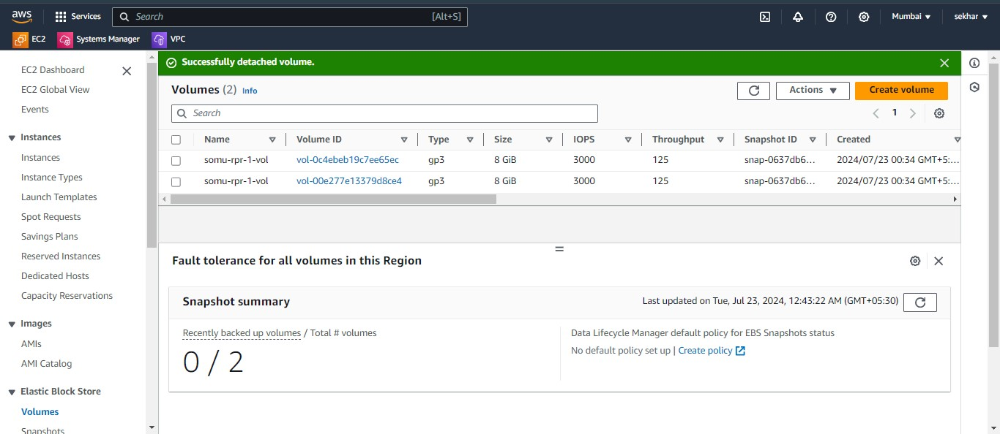 aws Services Search [Alt+S] Mumbai sekhar
EC2 Systems Manager VPC
EC2 Dashboard
EC2 Global View
Events
Instances
Instances
Instance Types
Launch Templates
Spot Requests
Savings Plans
Reserved Instances
Dedicated Hosts
Capacity Reservations
Images
AMIs
AMI Catalog
Elastic Block Store
Volumes
Snapshots
Successfully detached volume.
Volumes (2) Info Actions Create volume
Search 1
Name Volume ID Type Size IOPS Throughput Snapshot ID Created
somu-rpr-1-vol vol-0c4ebeb19c7ee65ec gp3 8 GiB 3000 125 snap-0637db6... 2024/07/23 00:34 GMT+5:...
somu-rpr-1-vol vol-00e277e13379d8ce4 gp3 8 GiB 3000 125 snap-0637db6... 2024/07/23 00:34 GMT+5:...
Fault tolerance for all volumes in this Region
Snapshot summary Last updated on Tue, Jul 23, 2024, 12:43:22 AM (GMT+05:30)
Recently backed up volumes / Total # volumes
0 / 2
Data Lifecycle Manager default policy for EBS Snapshots status
No default policy set up | Create policy